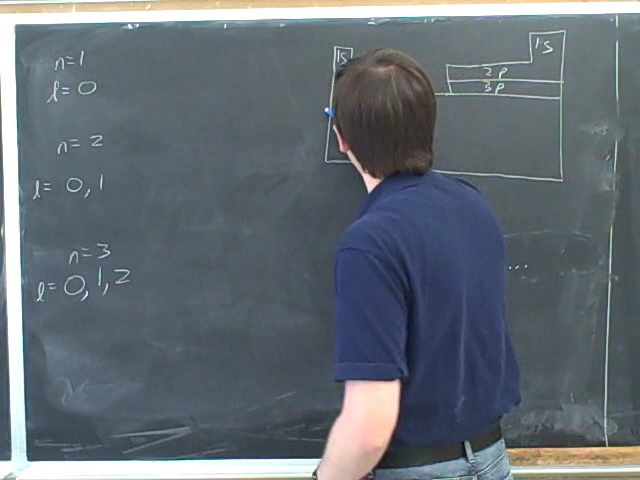 n=1
l=0
n=2
l=0,1
n=3
l=0,1,2
1s
1s
2p
3p
...